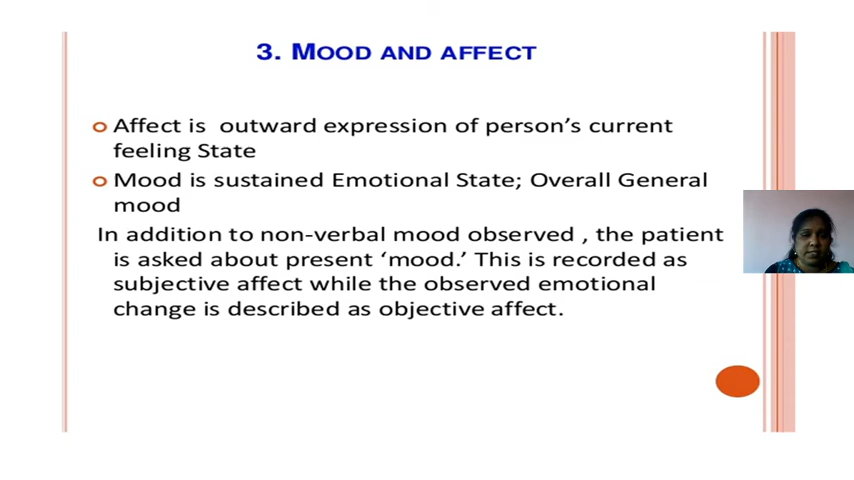 3. MOOD AND AFFECT
Affect is outward expression of person's current
feeling State
Mood is sustained Emotional State; Overall General
mood
In addition to non-verbal mood observed , the patient
is asked about present ‘mood.’ This is recorded as
subjective affect while the observed emotional
change is described as objective affect.